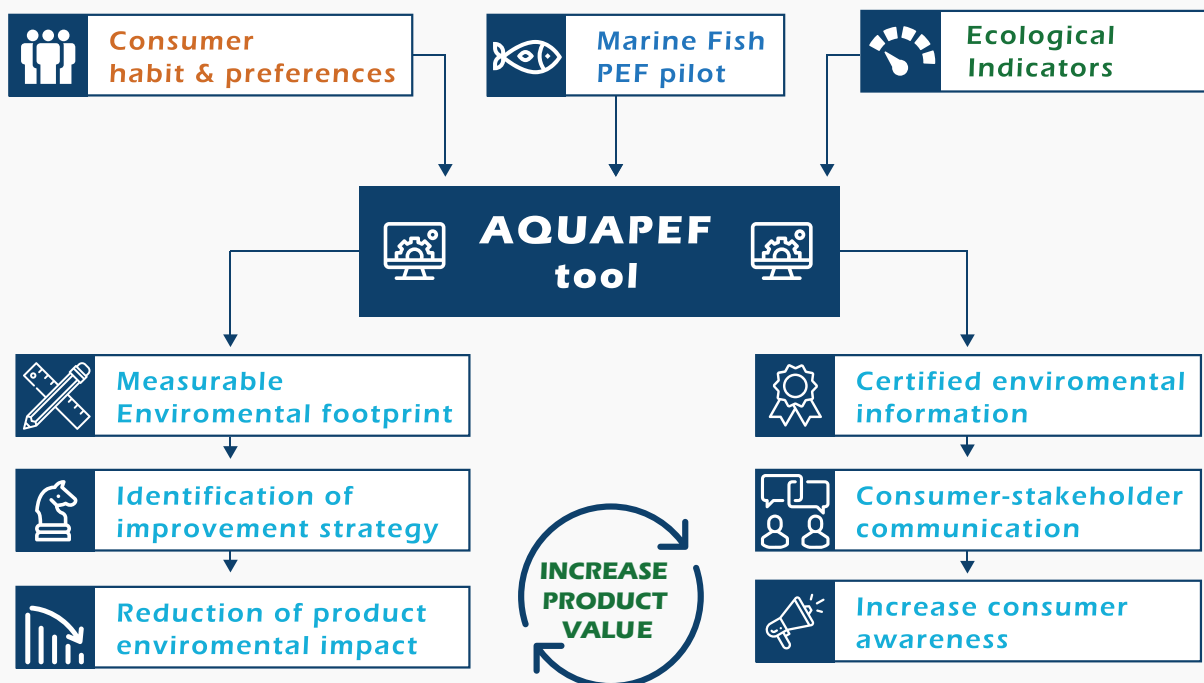 Consumer
habit & preferences
Marine Fish
PEF pilot
Ecological
Indicators
AQUAPEF
tool
Measurable
Enviromental footprint
Certified enviromental
information
Identification of
improvement strategy
Consumer-stakeholder
communication
INCREASE
PRODUCT
VALUE
Reduction of product
enviromental impact
Increase consumer
awareness